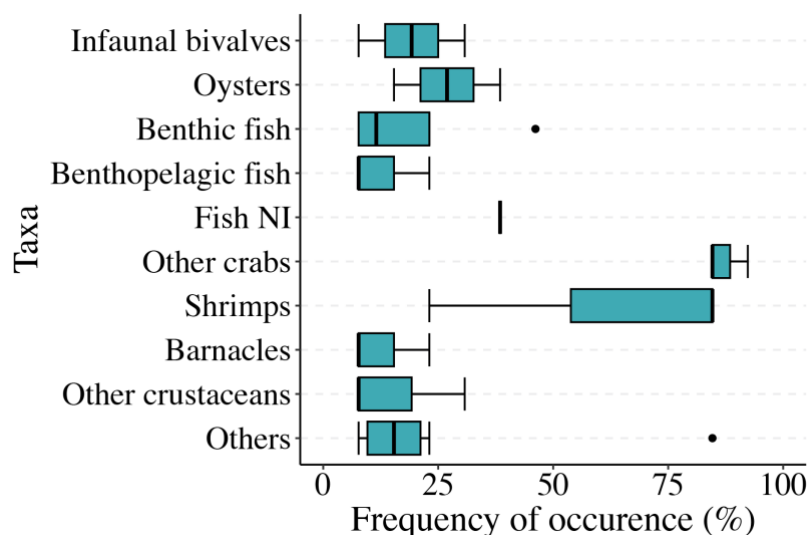 Infaunal bivalves
Oysters
Benthic fish
Benthopelagic fish
Fish NI
Other crabs
Shrimps
Barnacles
Other crustaceans
Others
Taxa
0 25 50 75 100
Frequency of occurence (%)